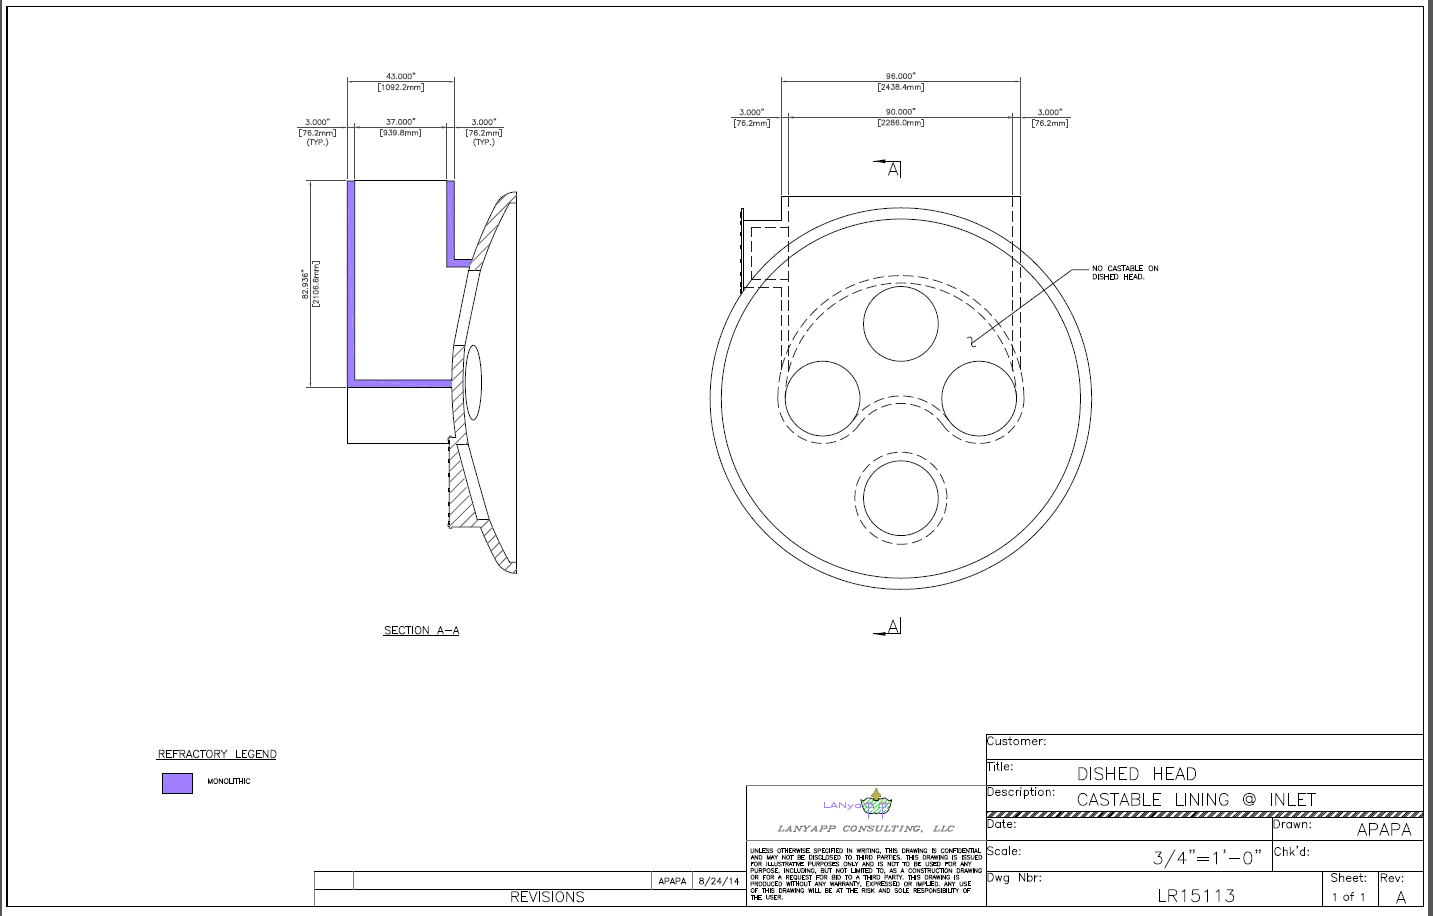 43.000"
[1092.2mm]
3.000"
[76.2mm]
(TYP.)
37.000"
[939.8mm]
3.000"
[76.2mm]
(TYP.)
82.936"
[2106.6mm]
SECTION A-A
96.000"
[2438.4mm]
3.000"
[76.2mm]
90.000"
[2286.0mm]
3.000"
[76.2mm]
A
NO CASTABLE ON
DISHED HEAD.
A
REFRACTORY LEGEND
MONOLITHIC
APAPA 8/24/14
REVISIONS
LANyapp
LANYAPP CONSULTING, LLC
UNLESS OTHERWISE SPECIFIED IN WRITING, THIS DRAWING IS CONFIDENTIAL
AND MAY NOT BE DISCLOSED TO THIRD PARTIES. THIS DRAWING IS ISSUED
FOR ILLUSTRATIVE PURPOSES ONLY AND IS NOT TO BE USED FOR ANY
PURPOSE, INCLUDING, BUT NOT LIMITED TO, AS A CONSTRUCTION DRAWING
OR FOR A REQUEST FOR BID TO A THIRD PARTY. THIS DRAWING IS
PRODUCED WITHOUT ANY WARRANTY, EXPRESSED OR IMPLIED. ANY USE
OF THIS DRAWING WILL BE AT THE RISK AND SOLE RESPONSIBILITY OF
THE USER.
Customer:
Title: DISHED HEAD
Description: CASTABLE LINING @ INLET
Date:
Drawn: APAPA
Scale: 3/4"=1'-0"
Chk'd:
Dwg Nbr: LR15113
Sheet: 1 of 1
Rev: A